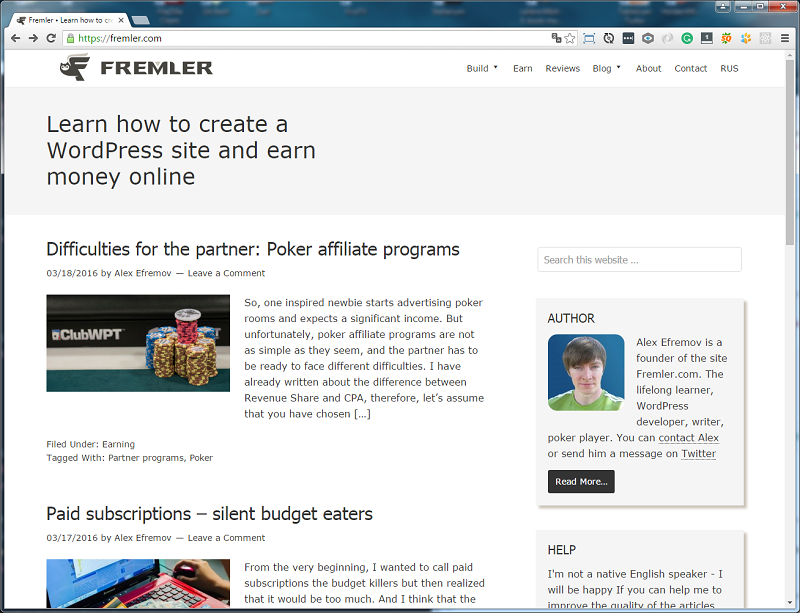 Fremler • Learn how to cre
https://fremler.com
FREMLER
Build Earn Reviews Blog About Contact RUS
Learn how to create a
WordPress site and earn
money online
Difficulties for the partner: Poker affiliate programs
03/18/2016 by Alex Efremov — Leave a Comment
ClubWPT
So, one inspired newbie starts advertising poker
rooms and expects a significant income. But
unfortunately, poker affiliate programs are not
as simple as they seem, and the partner has to
be ready to face different difficulties. I have
already written about the difference between
Revenue Share and CPA, therefore, let’s assume
that you have chosen […]
Filed Under: Earning
Tagged With: Partner programs, Poker
Paid subscriptions – silent budget eaters
03/17/2016 by Alex Efremov — Leave a Comment
From the very beginning, I wanted to call paid
subscriptions the budget killers but then realized
that it would be too much. And I think that the
Search this website …
AUTHOR
Alex Efremov is a
founder of the site
Fremler.com. The
lifelong learner,
WordPress
developer, writer,
poker player. You can contact Alex
or send him a message on Twitter
Read More…
HELP
I'm not a native English speaker - I
will be happy If you can help me to
improve the quality of the articles